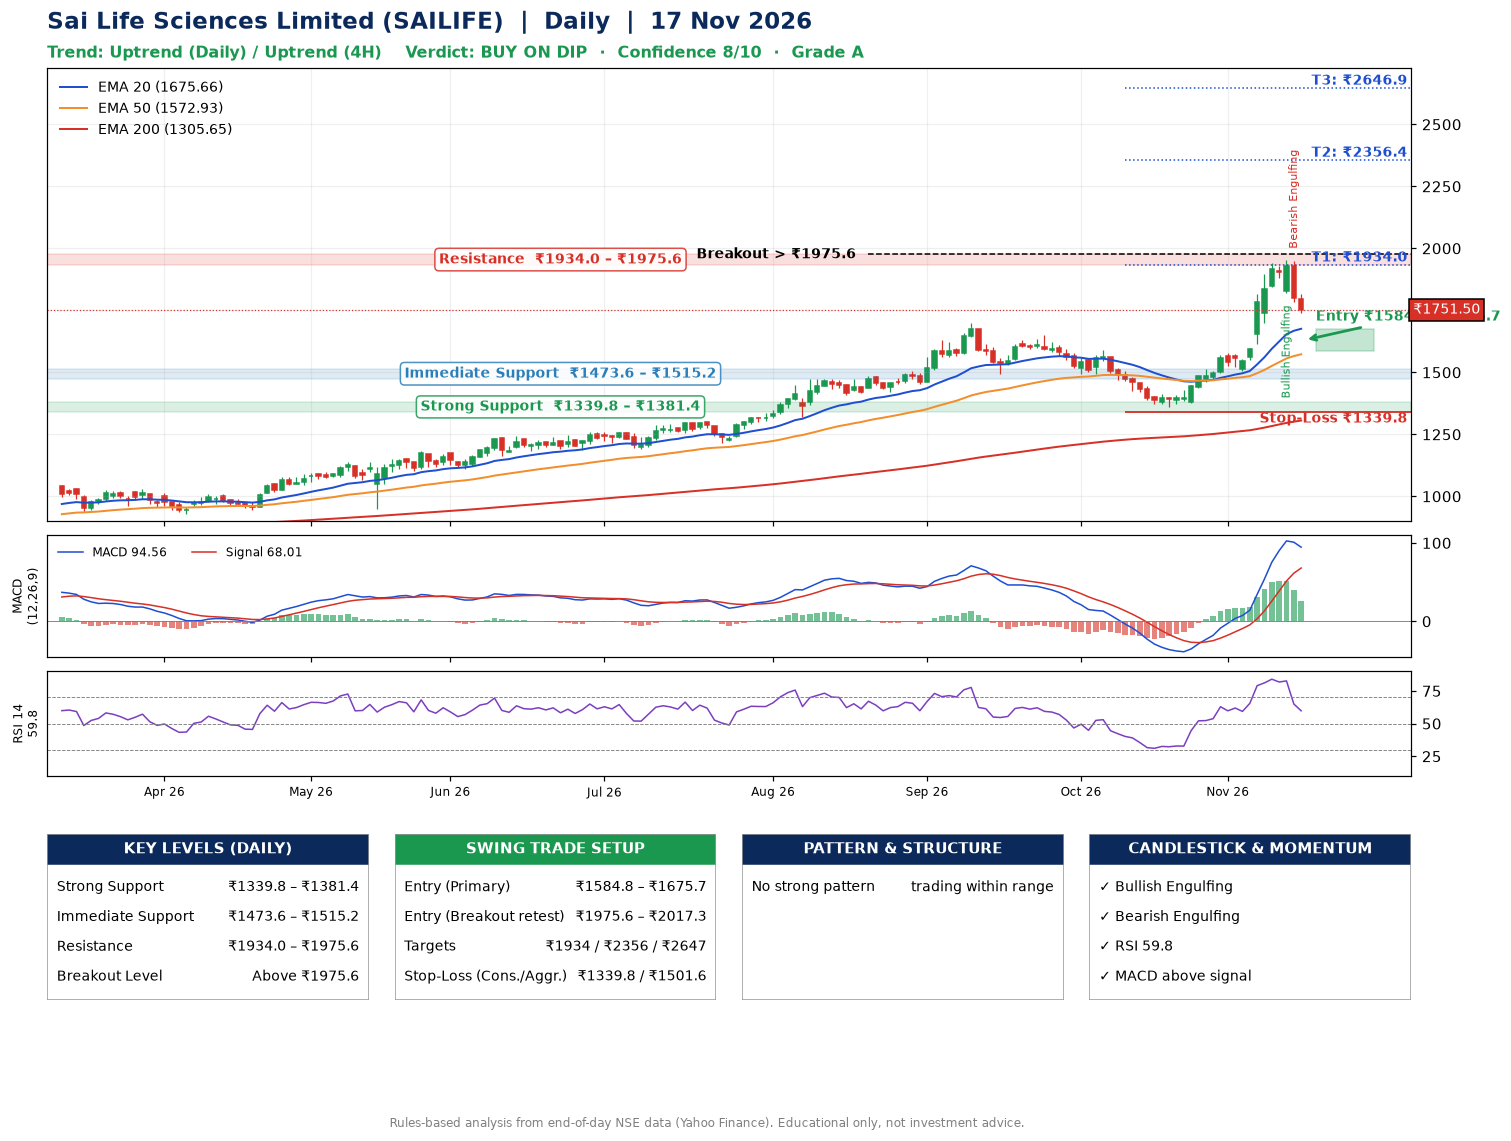 Sai Life Sciences Limited (SAILIFE) | Daily | 17 Nov 2026
Trend: Uptrend (Daily) / Uptrend (4H) Verdict: BUY ON DIP · Confidence 8/10 · Grade A
EMA 20 (1675.66)
EMA 50 (1572.93)
EMA 200 (1305.65)
T3: ₹2646.9
T2: ₹2356.4
T1: ₹1934.0
Bearish Engulfing
Bullish Engulfing
Resistance ₹1934.0 – ₹1975.6
Breakout > ₹1975.6
Immediate Support ₹1473.6 – ₹1515.2
Strong Support ₹1339.8 – ₹1381.4
₹1751.50
Entry ₹1584
.7
Stop-Loss ₹1339.8
2500
2250
2000
1500
1250
1000
MACD 94.56 Signal 68.01
MACD
(12,26,9)
100
0
RSI 14
59.8
75
50
25
Apr 26 May 26 Jun 26 Jul 26 Aug 26 Sep 26 Oct 26 Nov 26
KEY LEVELS (DAILY)
Strong Support ₹1339.8 – ₹1381.4
Immediate Support ₹1473.6 – ₹1515.2
Resistance ₹1934.0 – ₹1975.6
Breakout Level Above ₹1975.6
SWING TRADE SETUP
Entry (Primary) ₹1584.8 – ₹1675.7
Entry (Breakout retest) ₹1975.6 – ₹2017.3
Targets ₹1934 / ₹2356 / ₹2647
Stop-Loss (Cons./Aggr.) ₹1339.8 / ₹1501.6
PATTERN & STRUCTURE
No strong pattern trading within range
CANDLESTICK & MOMENTUM
✓ Bullish Engulfing
✓ Bearish Engulfing
✓ RSI 59.8
✓ MACD above signal
Rules-based analysis from end-of-day NSE data (Yahoo Finance). Educational only, not investment advice.